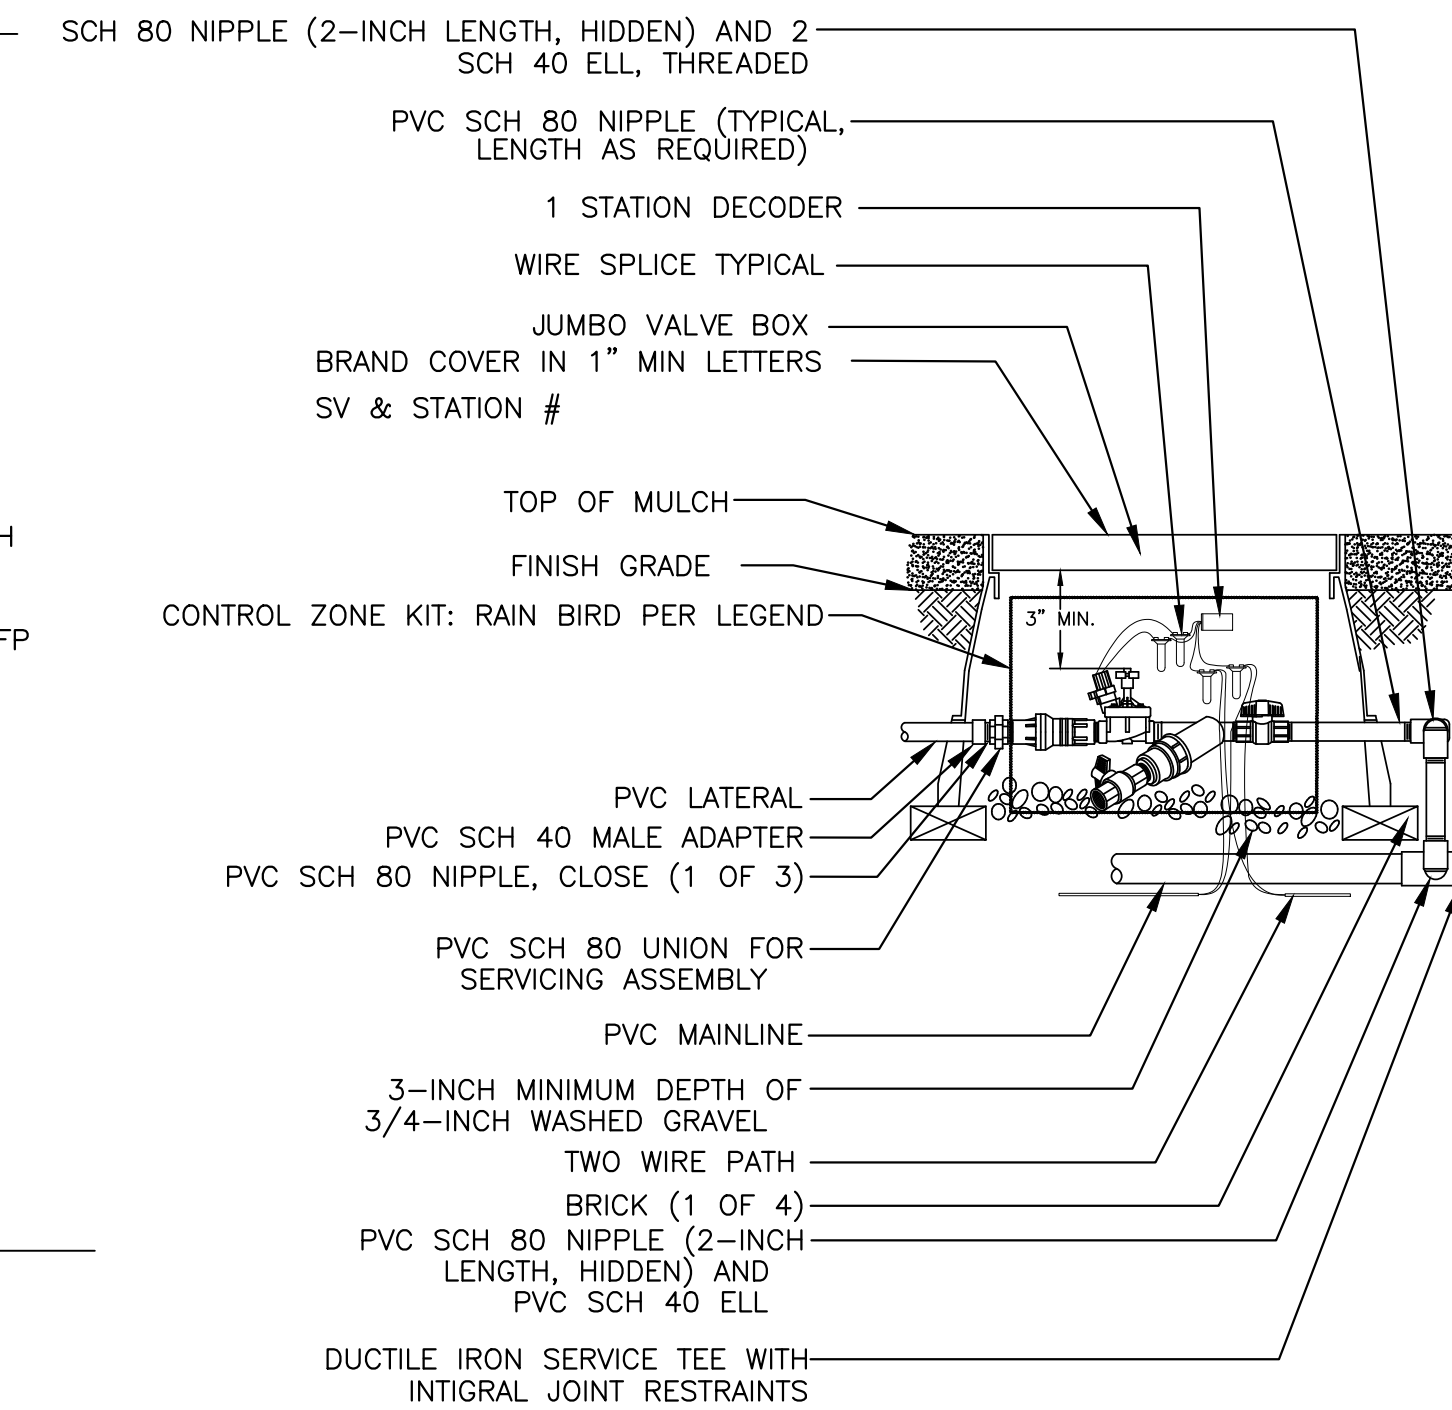 SCH 80 NIPPLE (2-INCH LENGTH, HIDDEN) AND 2
SCH 40 ELL, THREADED
PVC SCH 80 NIPPLE (TYPICAL,
LENGTH AS REQUIRED)
1 STATION DECODER
WIRE SPLICE TYPICAL
JUMBO VALVE BOX
BRAND COVER IN 1" MIN LETTERS
SV & STATION #
TOP OF MULCH
H
FINISH GRADE
CONTROL ZONE KIT: RAIN BIRD PER LEGEND
3" MIN.
FP
PVC LATERAL
PVC SCH 40 MALE ADAPTER
PVC SCH 80 NIPPLE, CLOSE (1 OF 3)
PVC SCH 80 UNION FOR
SERVICING ASSEMBLY
PVC MAINLINE
3-INCH MINIMUM DEPTH OF
3/4-INCH WASHED GRAVEL
TWO WIRE PATH
BRICK (1 OF 4)
PVC SCH 80 NIPPLE (2-INCH
LENGTH, HIDDEN) AND
PVC SCH 40 ELL
DUCTILE IRON SERVICE TEE WITH
INTIGRAL JOINT RESTRAINTS